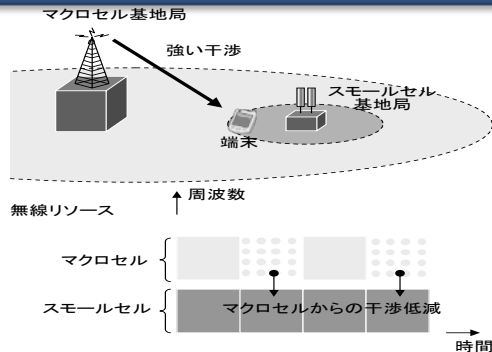 マクロセル基地局
強い干渉
スモールセル
基地局
端末
周波数
無線リソース
マクロセル
スモールセル
マクロセルからの干渉低減
時間